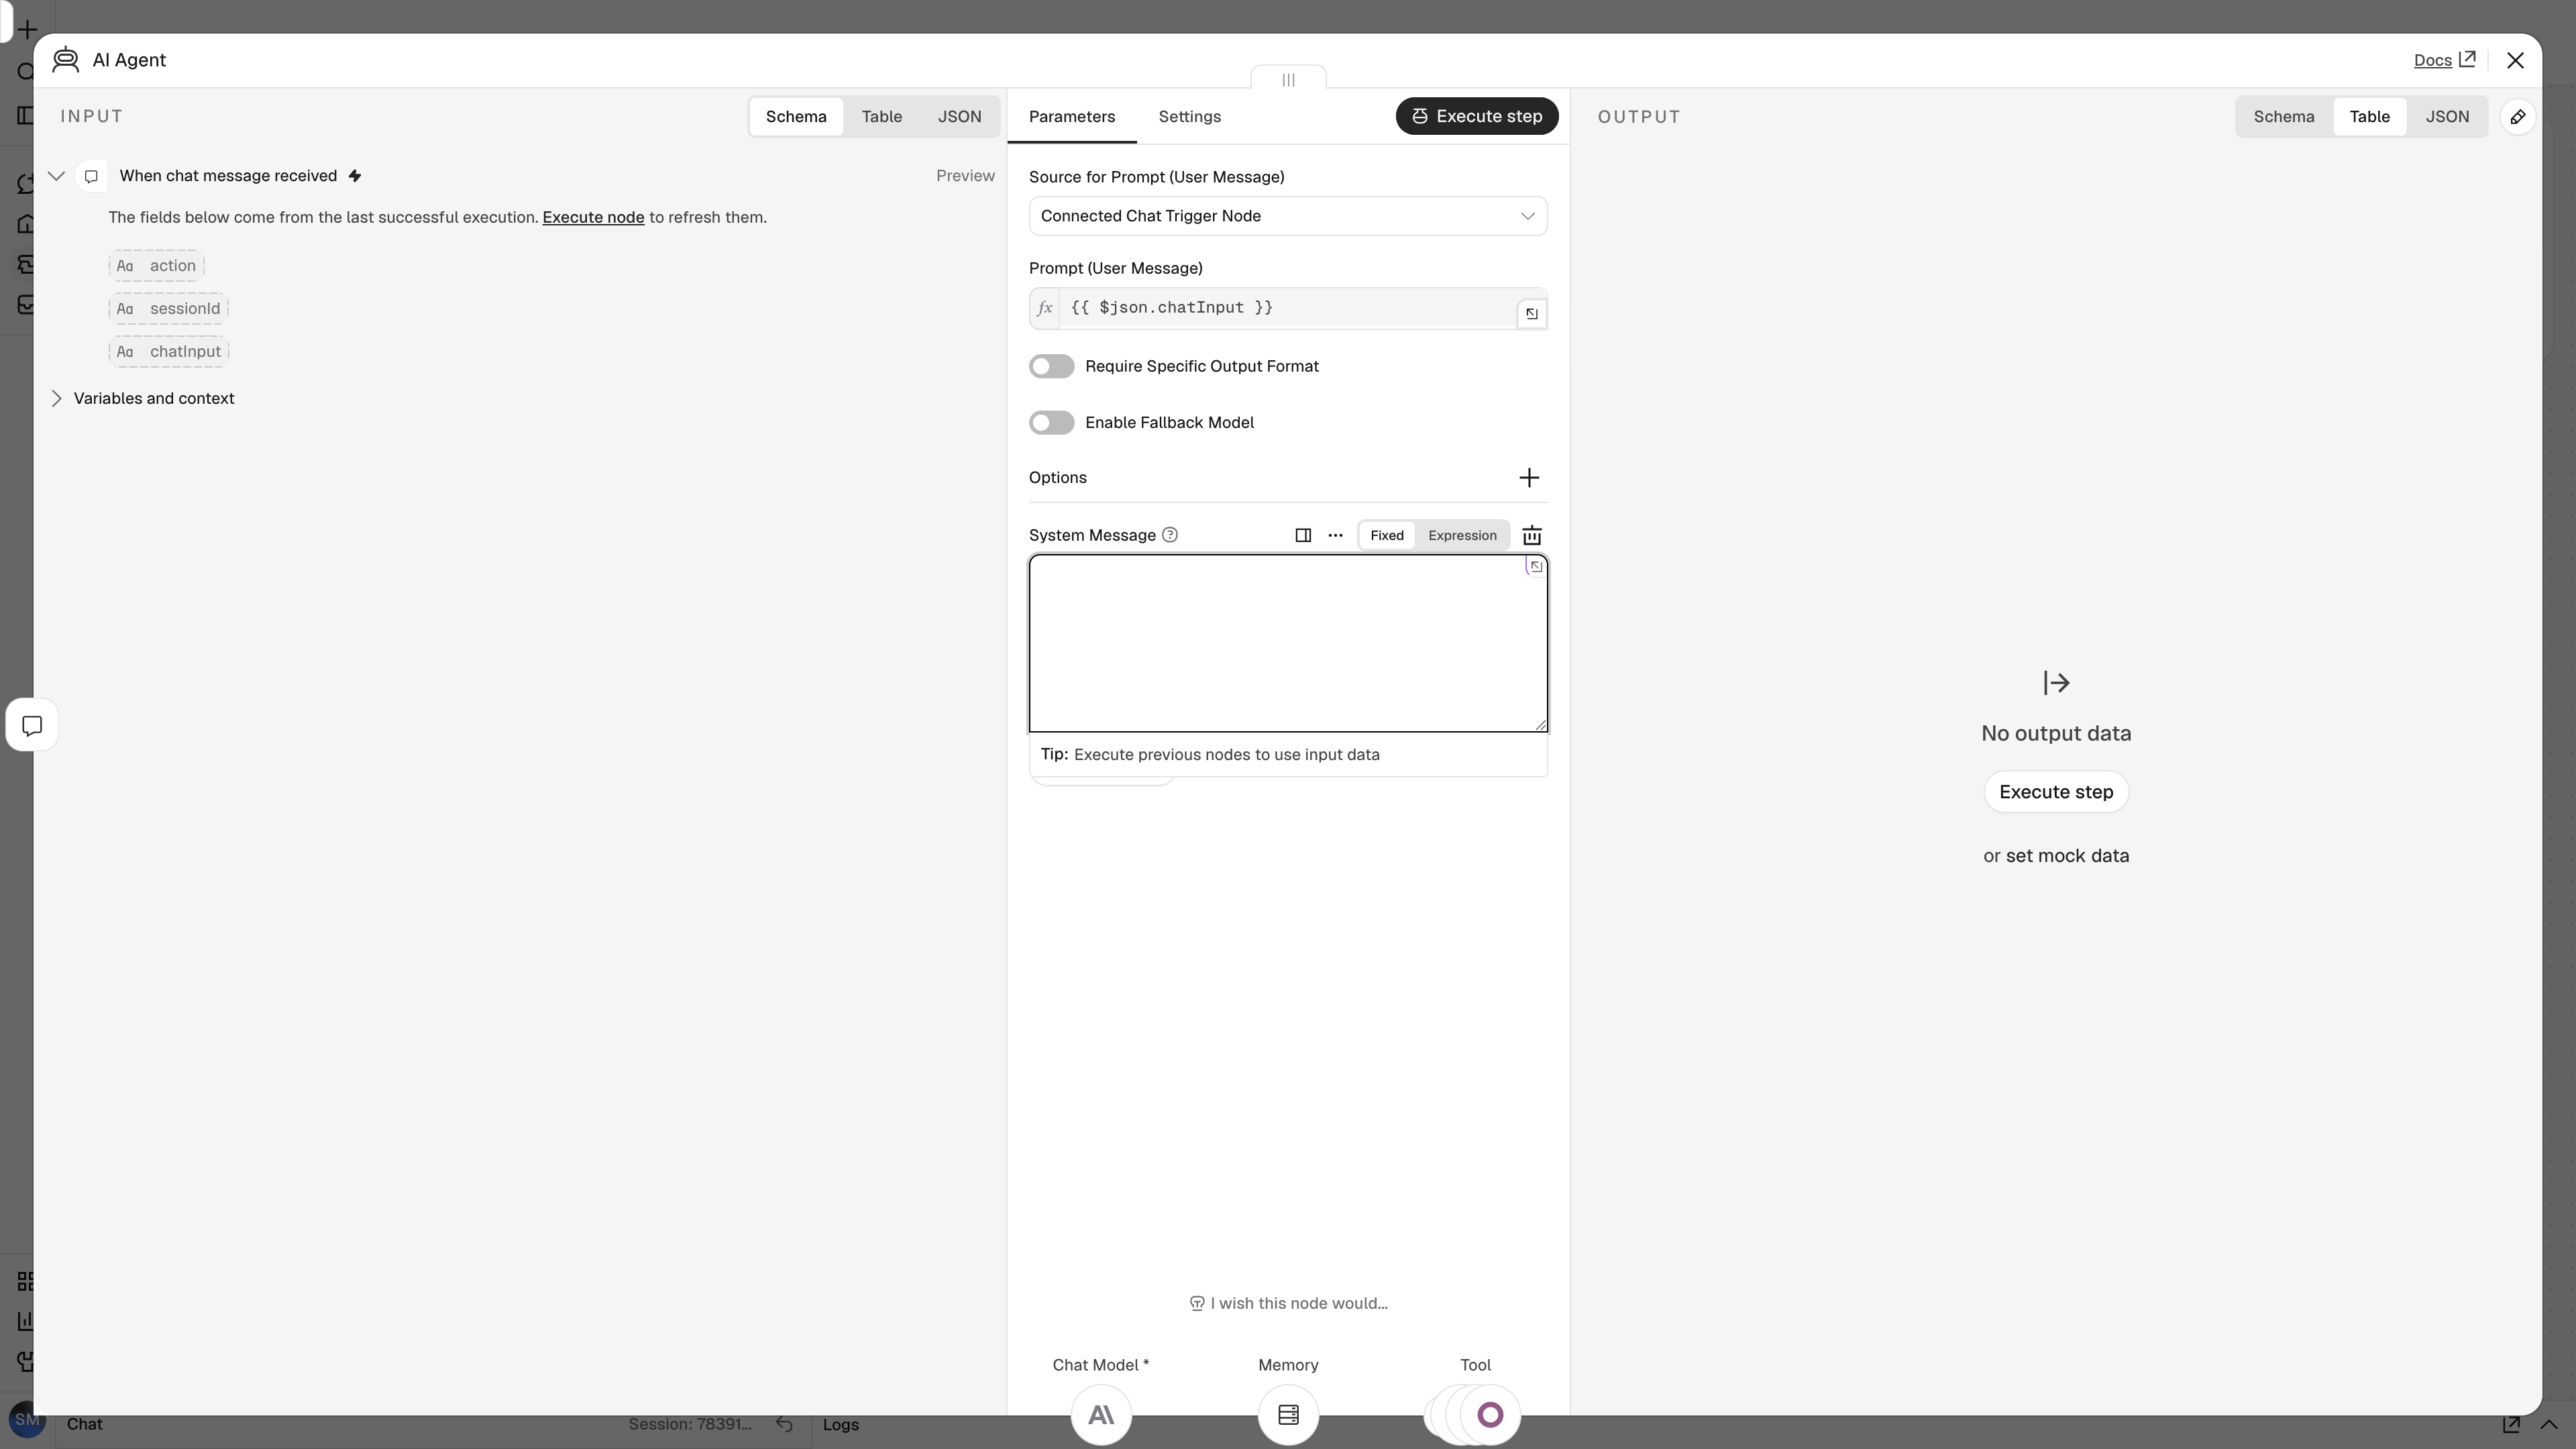 AI Agent
Docs
INPUT
Schema
Table
JSON
Parameters
Settings
Execute step
OUTPUT
Schema
Table
JSON
When chat message received
Preview
The fields below come from the last successful execution. Execute node to refresh them.
Aa action
Aa sessionId
Aa chatInput
Variables and context
Source for Prompt (User Message)
Connected Chat Trigger Node
Prompt (User Message)
fx {{ $json.chatInput }}
Require Specific Output Format
Enable Fallback Model
Options
System Message
Fixed
Expression
Tip: Execute previous nodes to use input data
No output data
Execute step
or set mock data
I wish this node would...
Chat Model *
Memory
Tool
SM
Chat
Session: 78391...
Logs